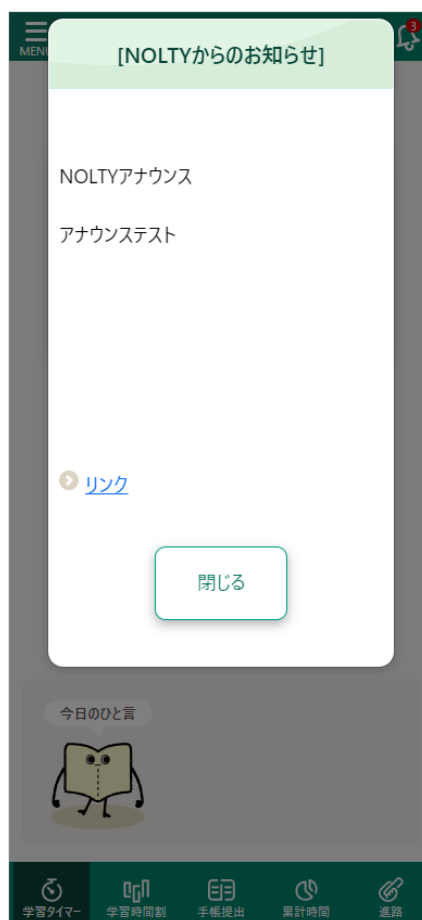 MENU
3
[NOLTYからのお知らせ]
NOLTYアナウンス
アナウンステスト
リンク
閉じる
今日のひと言
学習タイマー 学習時間割 手帳提出 累計時間 進路